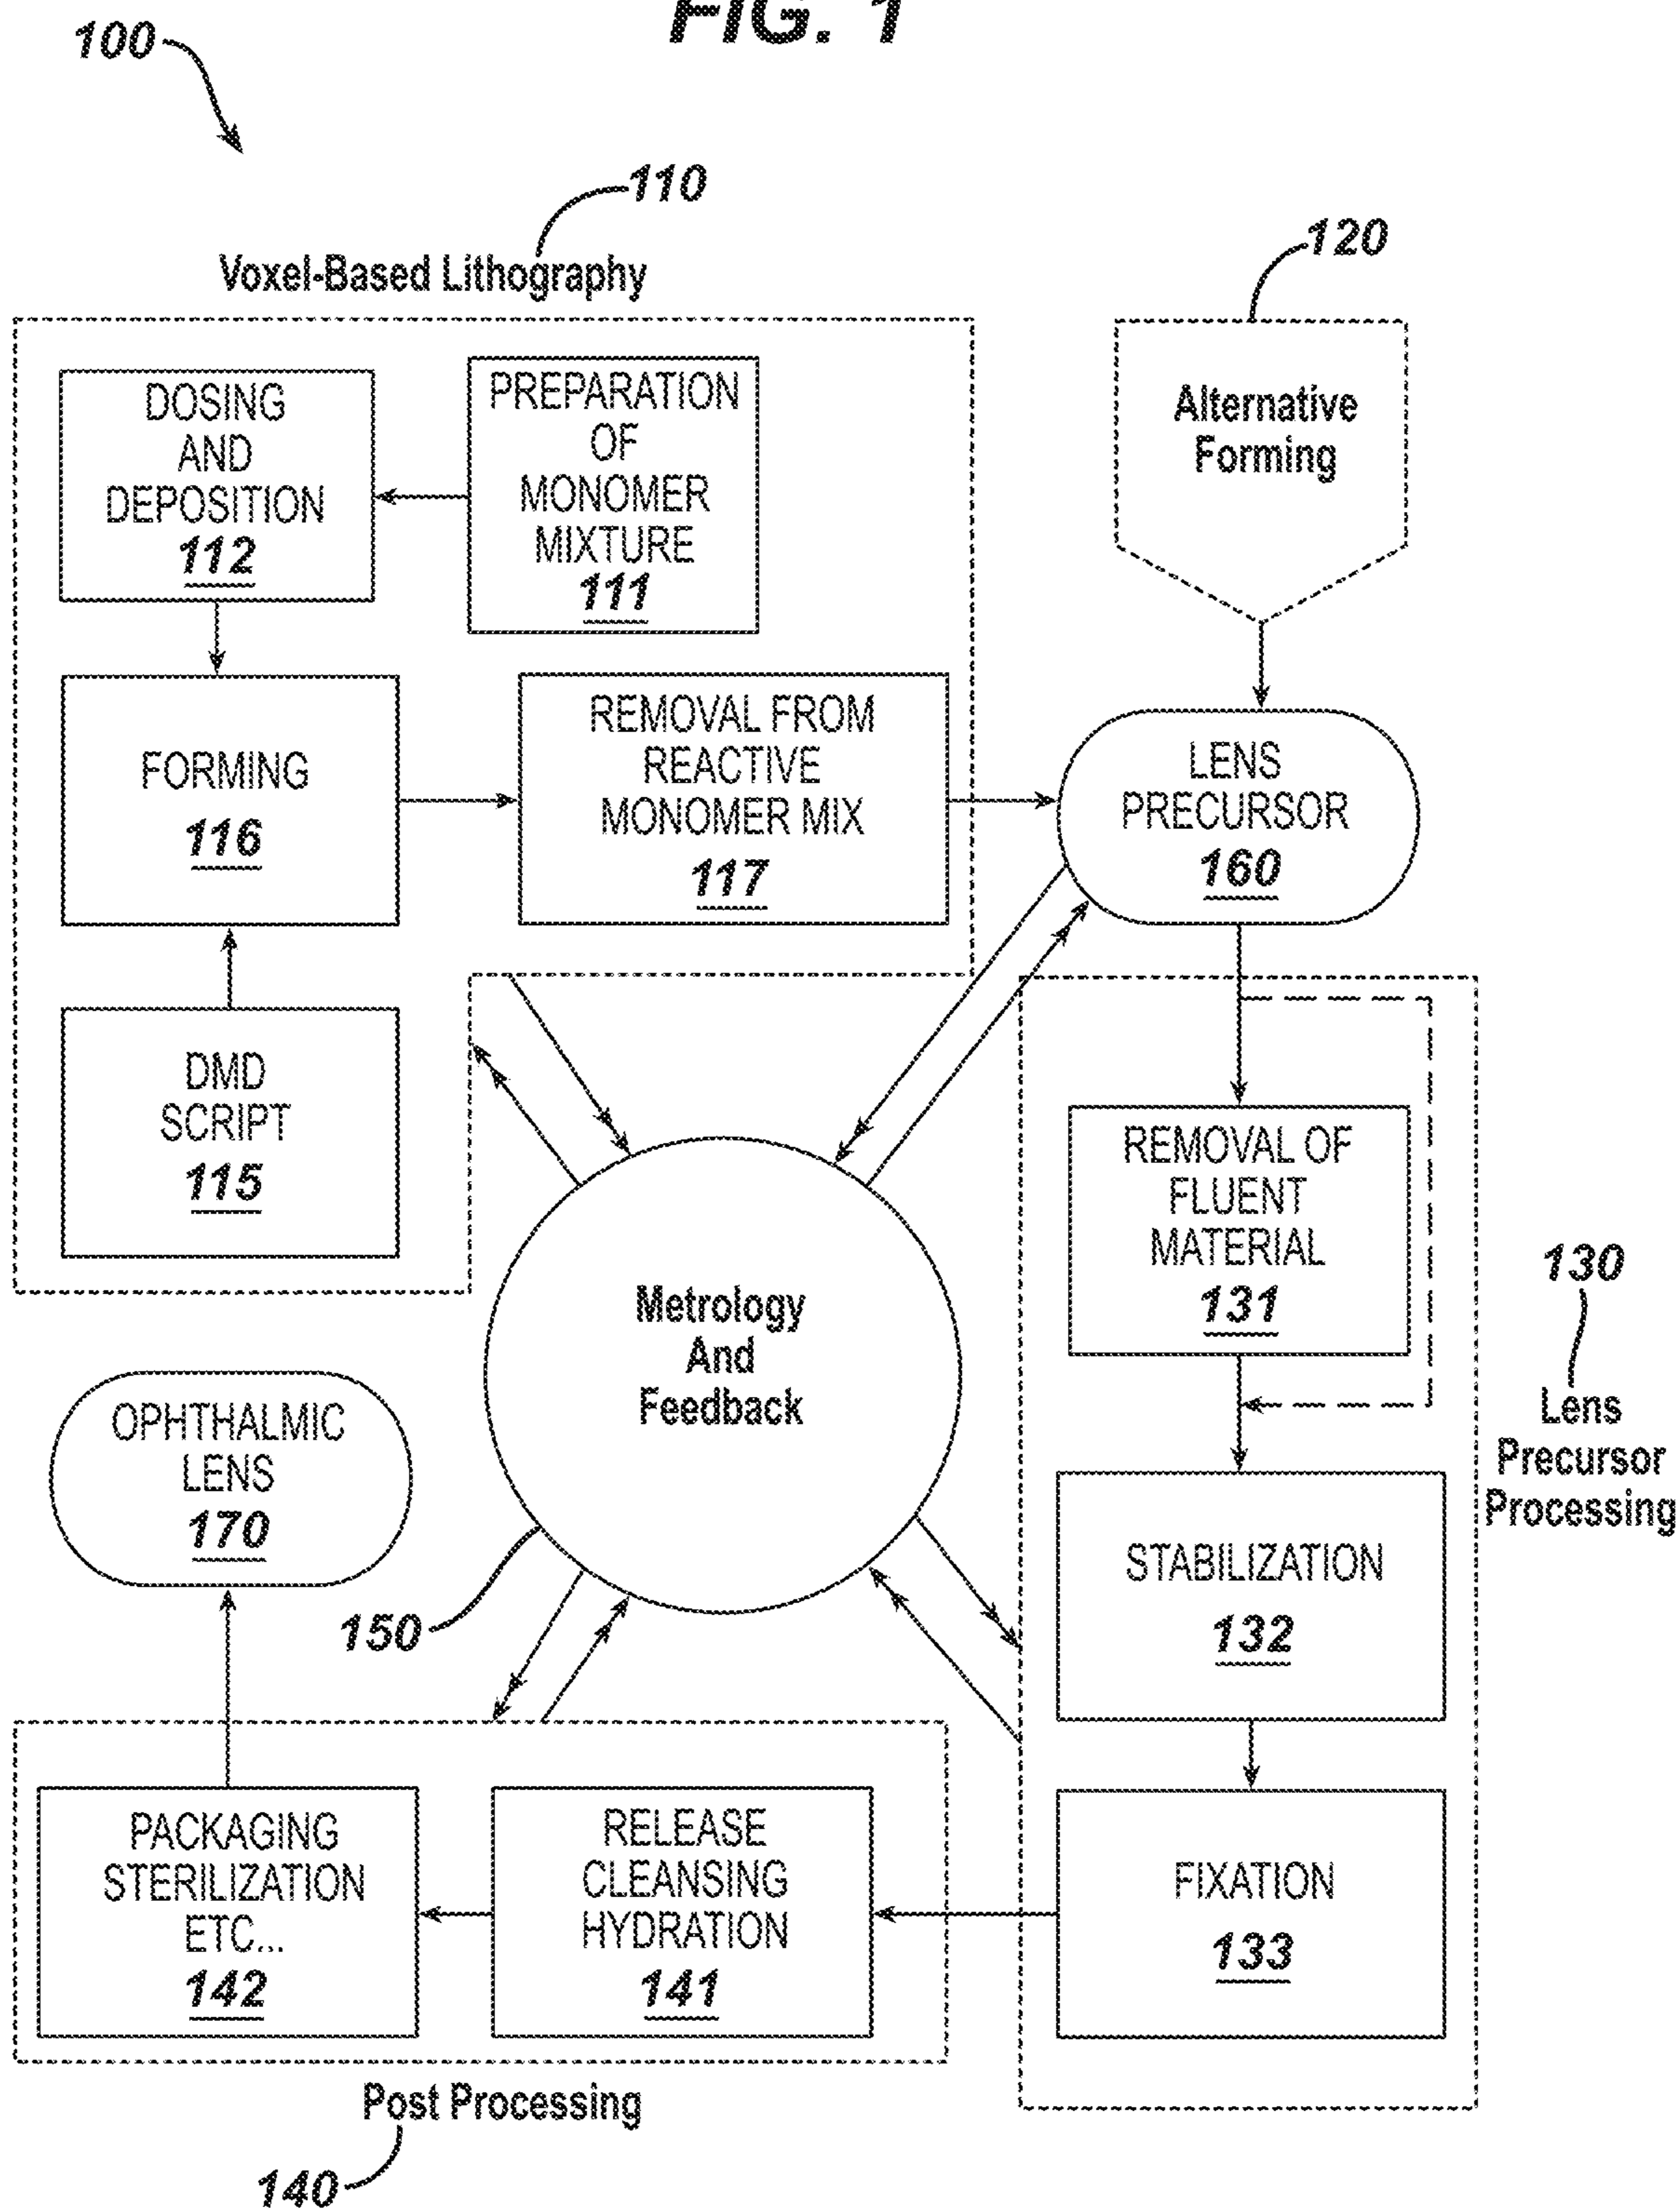 FIG. 1
100
110
Voxel-Based Lithography
120
DOSING
AND
DEPOSITION
112
PREPARATION
OF
MONOMER
MIXTURE
111
Alternative
Forming
FORMING
116
REMOVAL FROM
REACTIVE
MONOMER MIX
117
LENS
PRECURSOR
160
DMD
SCRIPT
115
REMOVAL OF
FLUENT
MATERIAL
131
130
Lens
Precursor
Processing
Metrology
And
Feedback
150
OPHTHALMIC
LENS
170
STABILIZATION
132
PACKAGING
STERILIZATION
ETC...
142
RELEASE
CLEANSING
HYDRATION
141
FIXATION
133
Post Processing
140